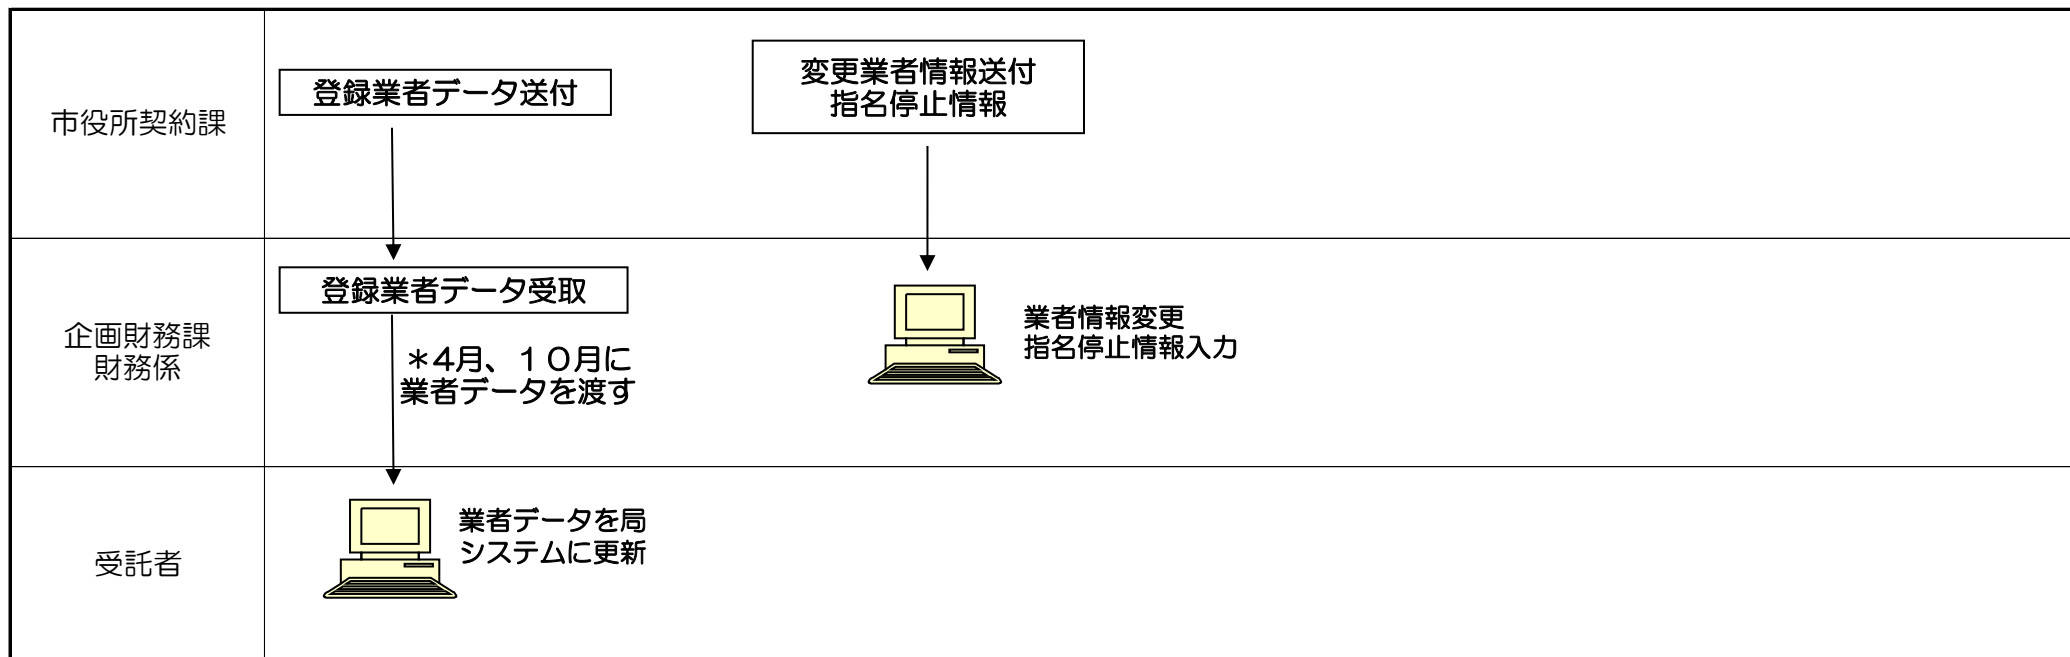 市役所契約課
登録業者データ送付
変更業者情報送付
指名停止情報
企画財務課
財務係
登録業者データ受取
＊4月、１０月に
業者データを渡す
業者情報変更
指名停止情報入力
受託者
業者データを局
システムに更新